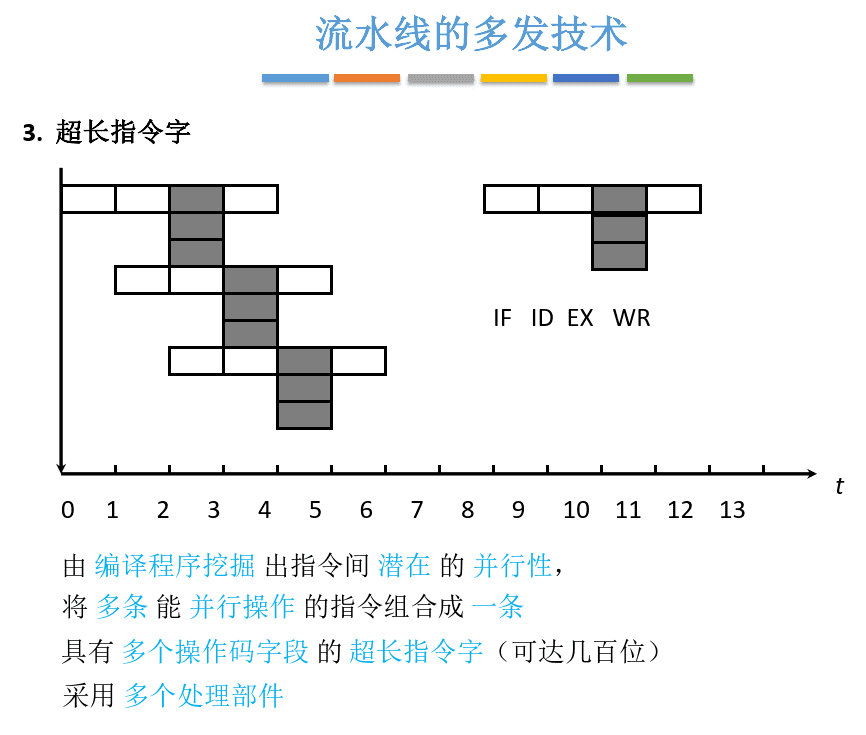 流水线的多发技术
3. 超长指令字
IF ID EX WR
t
0 1 2 3 4 5 6 7 8 9 10 11 12 13
由 编译程序挖掘 出指令间 潜在 的 并行性，
将 多条 能 并行操作 的指令组合成 一条
具有 多个操作码字段 的 超长指令字（可达几百位）
采用 多个处理部件